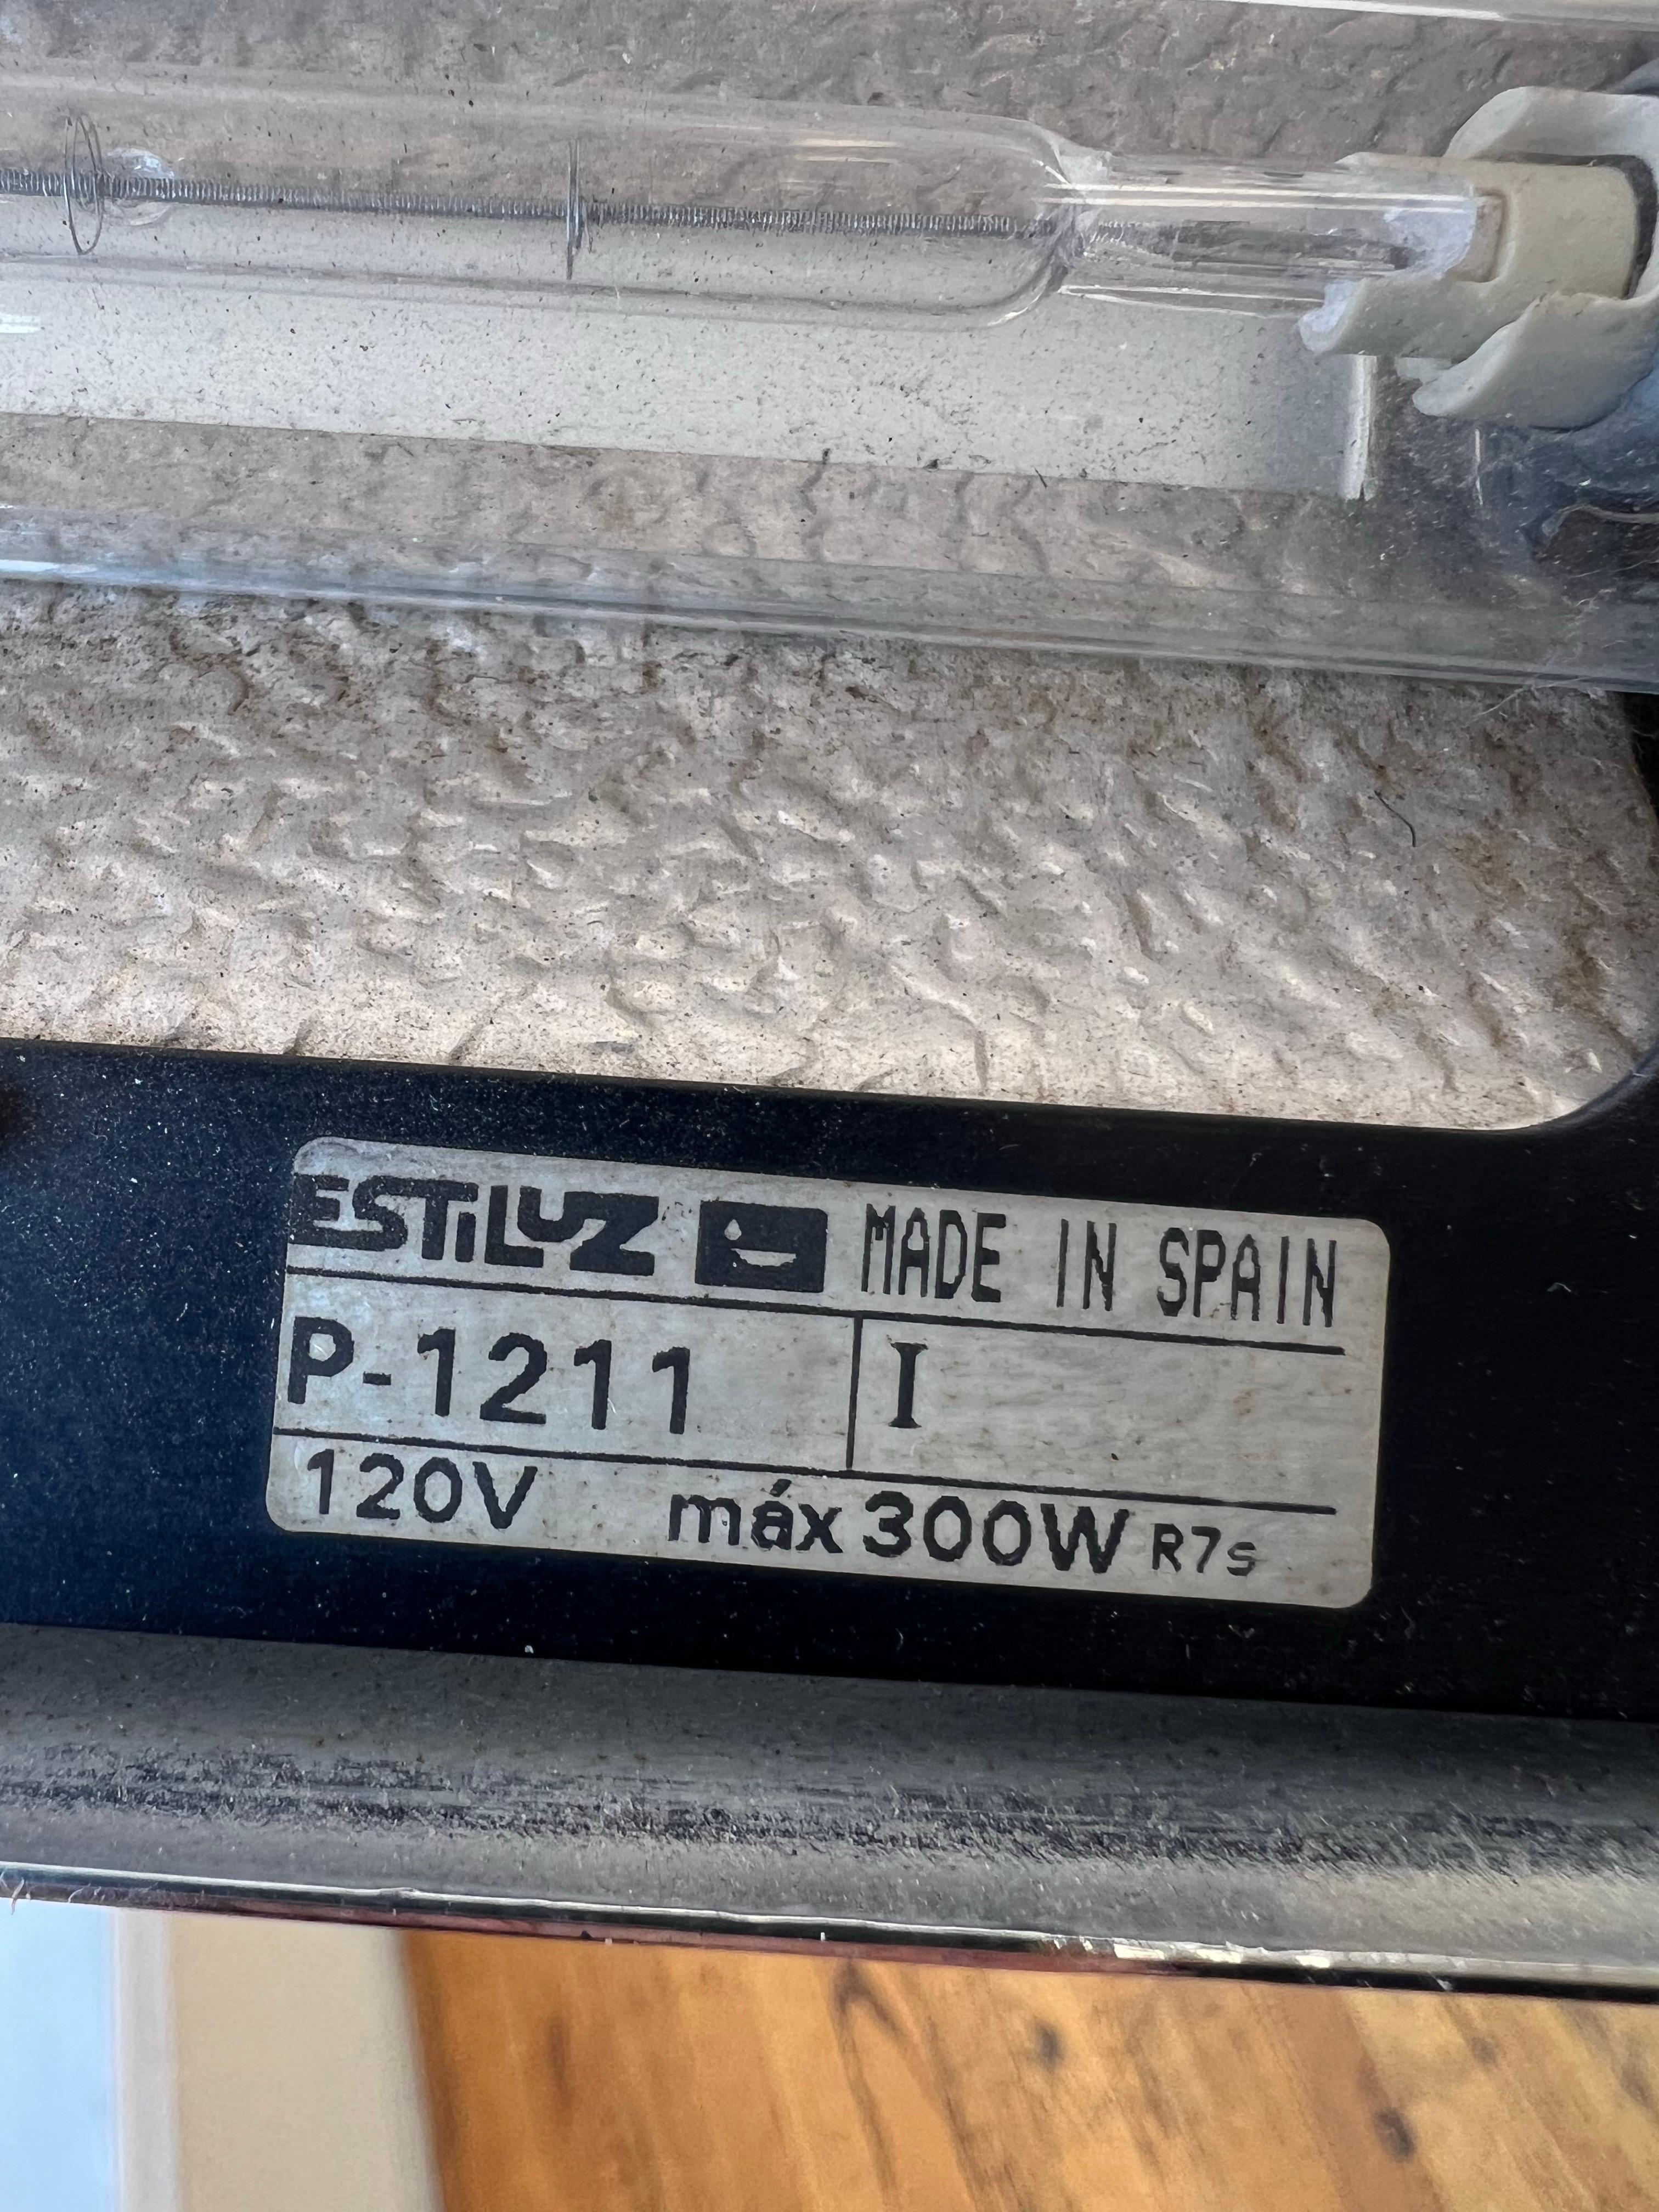 ESTiLUZ MADE IN SPAIN
P-1211 I
120V máx 300W R7s